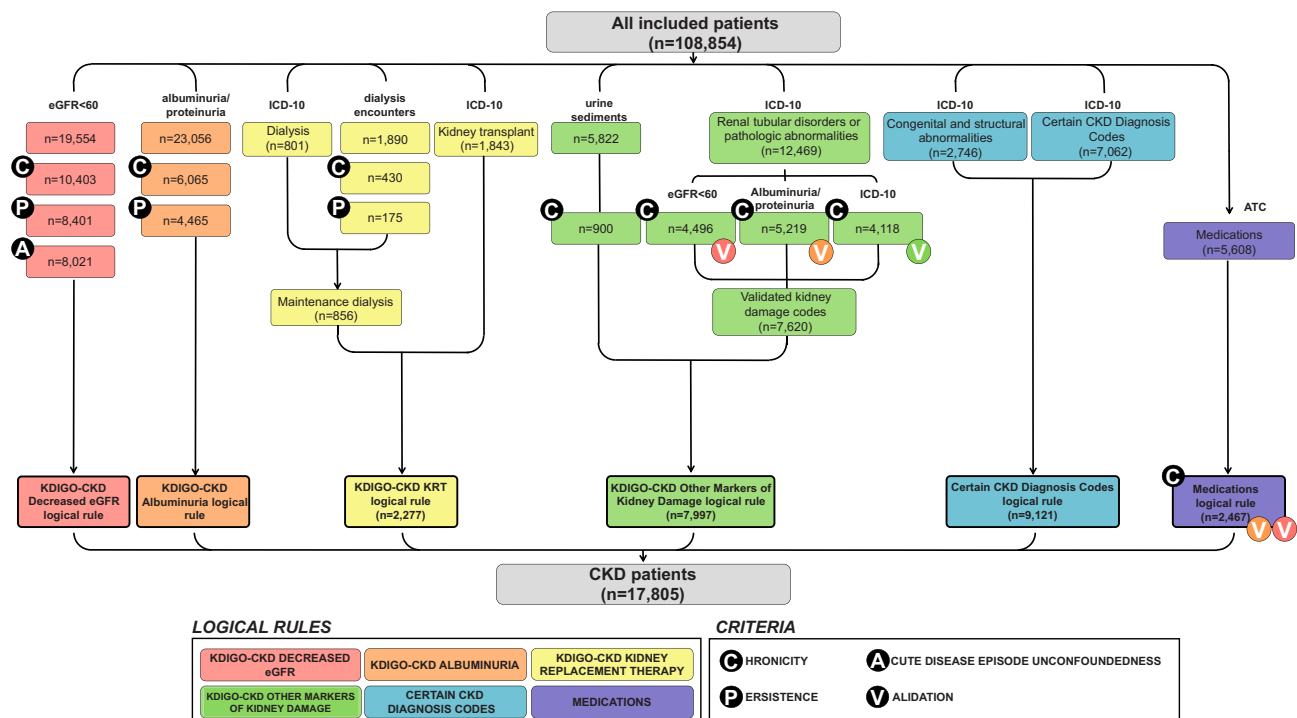 All included patients
(n=108,854)
eGFR<60
albuminuria/
proteinuria
ICD-10
dialysis
encounters
ICD-10
urine
sediments
ICD-10
ICD-10
ICD-10
n=19,554
n=23,056
Dialysis
(n=801)
n=1,890
Kidney transplant
(n=1,843)
n=5,822
Renal tubular disorders or
pathologic abnormalities
(n=12,469)
Congenital and structural
abnormalities
(n=2,746)
Certain CKD Diagnosis
Codes
(n=7,062)
C
n=10,403
C
n=6,065
C
n=430
P
n=8,401
P
n=4,465
P
n=175
A
n=8,021
eGFR<60
Albuminuria/
proteinuria
ICD-10
C
n=900
C
n=4,496
V
C
n=5,219
V
C
n=4,118
V
ATC
Medications
(n=5,608)
Maintenance dialysis
(n=856)
Validated kidney
damage codes
(n=7,620)
KDIGO-CKD
Decreased eGFR
logical rule
KDIGO-CKD
Albuminuria logical
rule
KDIGO-CKD KRT
logical rule
(n=2,277)
KDIGO-CKD Other Markers of
Kidney Damage logical rule
(n=7,997)
Certain CKD Diagnosis Codes
logical rule
(n=9,121)
C
Medications
logical rule
(n=2,467)
V V
CKD patients
(n=17,805)
LOGICAL RULES
KDIGO-CKD DECREASED
eGFR
KDIGO-CKD ALBUMINURIA
KDIGO-CKD KIDNEY
REPLACEMENT THERAPY
KDIGO-CKD OTHER MARKERS
OF KIDNEY DAMAGE
CERTAIN CKD
DIAGNOSIS CODES
MEDICATIONS
CRITERIA
CHRONICITY
ACUTE DISEASE EPISODE UNCONFOUNDEDNESS
PERSISTENCE
VALIDATION